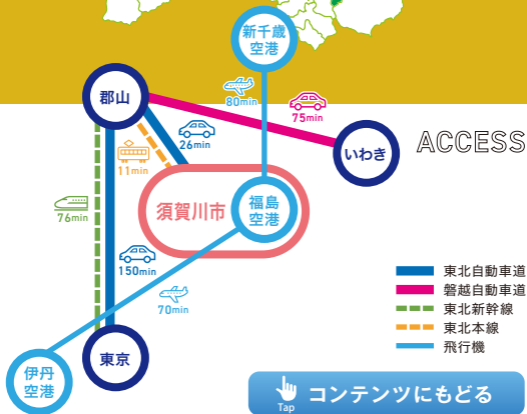 新千歳
空港
80min
75min
郡山
26min
いわき
ACCESS
11min
須賀川市
福島
空港
76min
150min
70min
東北自動車道
磐越自動車道
東北新幹線
東北本線
飛行機
東京
伊丹
空港
Tap
コンテンツにもどる